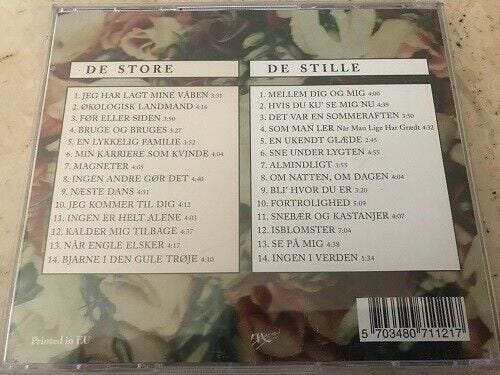 DE STORE
1. JEG HAR LAGT MINE VÅBEN 3:35
2. ØKOLOGISK LANDMAND 4:16
3. FØR ELLER SIDEN 3:50
4. BRUGE OG BRUGES 3:27
5. EN LYKKELIG FAMILIE 3:52
6. MIN KARRIERE SOM KVINDE 4:04
7. MAGNETER 4:05
8. INGEN ANDRE GØR DET 4:40
9. NÆSTE DANS 4:31
10. JEG KOMMER TIL DIG 4:12
11. INGEN ER HELT ALENE 4:03
12. KALDER MIG TILBAGE 4:37
13. NÅR ENGLE ELSKER 4:17
14. BJARNE I DEN GULE TRØJE 4:10
DE STILLE
1. MELLEM DIG OG MIG 4:00
2. HVIS DU KU' SE MIG NU 4:39
3. DET VAR EN SOMMERAFTEN 3:50
4. SOM MAN LER Når Man Lige Har Grædt 4:32
5. EN UKENDT GLÆDE 2:45
6. SNE UNDER LYGTEN 4:55
7. ALMINDLIGT 4:55
8. OM NATTEN, OM DAGEN 4:04
9. BLI' HVOR DU ER 3:20
10. FORTROLIGHED 4:59
11. SNEBÆR OG KASTANJER 4:07
12. ISBLOMSTER 7:04
13. SE PÅ MIG 4:38
14. INGEN I VERDEN 1:34
Printed in EU
5 703480 711217